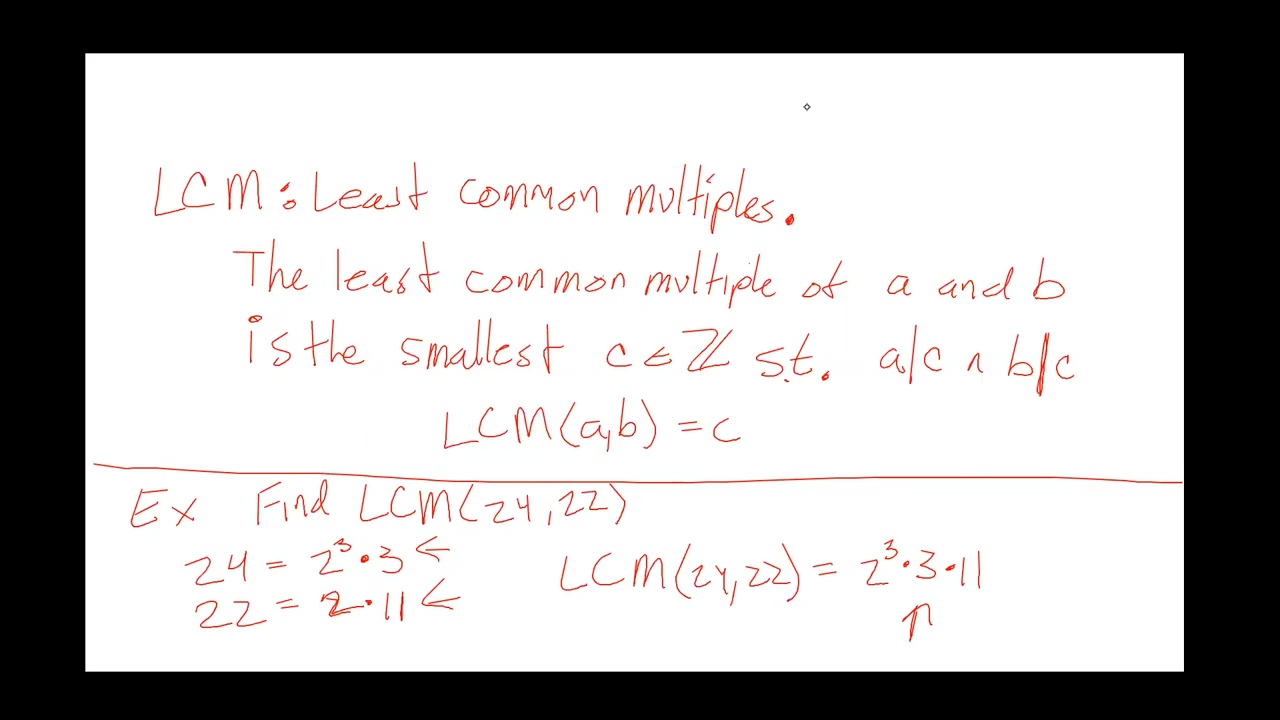 LCM: Least common multiples.
The least common multiple of a and b
is the smallest c ∈ ℤ s.t. a|c ∧ b|c
LCM(a,b) = c
Ex Find LCM(24,22)
24 = 2³·3 ←
22 = 2·11 ←
LCM(24,22) = 2³·3·11
↑